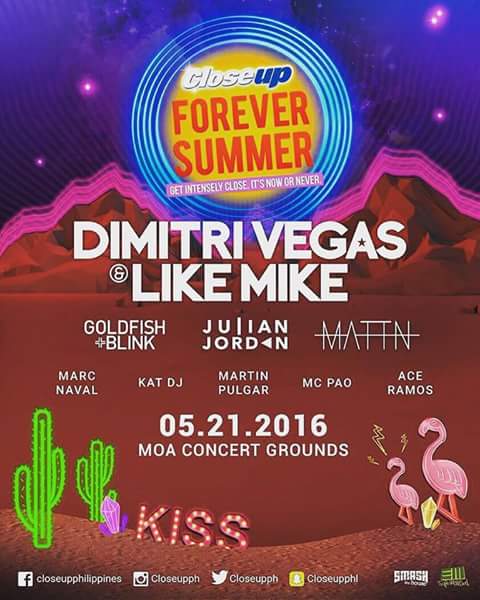 Closeup
FOREVER
SUMMER
GET INTENSELY CLOSE. IT'S NOW OR NEVER.
DIMITRI VEGAS
& LIKE MIKE
GOLDFISH
+BLINK
JULIAN
JORDAN
MATTN
MARC
NAVAL
KAT DJ
MARTIN
PULGAR
MC PAO
ACE
RAMOS
05.21.2016
MOA CONCERT GROUNDS
KISS
closeupphilippines
Closeupph
Closeupph
Closeupphl
SMASH
the house